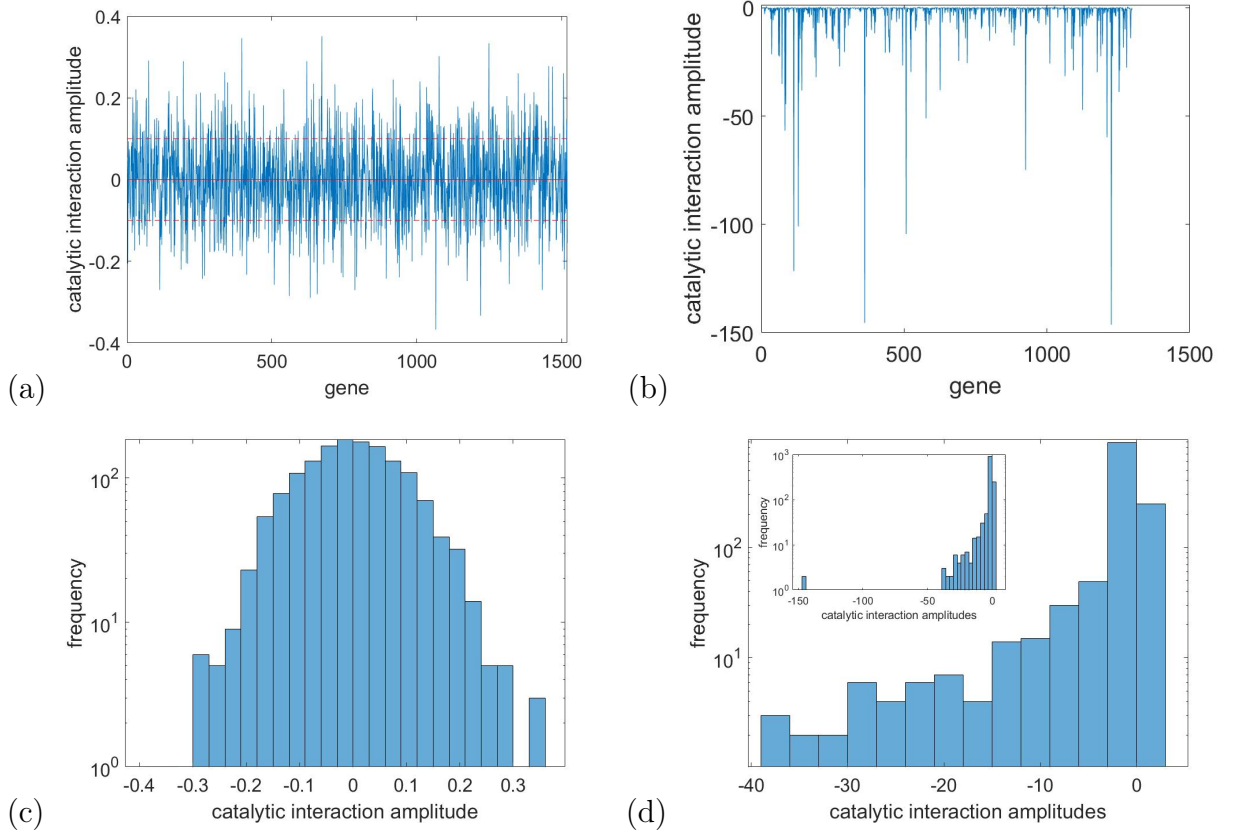 0.4
0.2
0
-0.2
-0.4
catalytic interaction amplitude
0 500 1000 1500
gene
(a)
0
-50
-100
-150
catalytic interaction amplitude
0 500 1000 1500
gene
(b)
10^2
10^1
10^0
frequency
-0.4 -0.3 -0.2 -0.1 0 0.1 0.2 0.3
catalytic interaction amplitude
(c)
10^2
10^1
frequency
10^3
10^2
10^1
10^0
frequency
-150 -100 -50 0
catalytic interaction amplitudes
-40 -30 -20 -10 0
catalytic interaction amplitudes
(d)